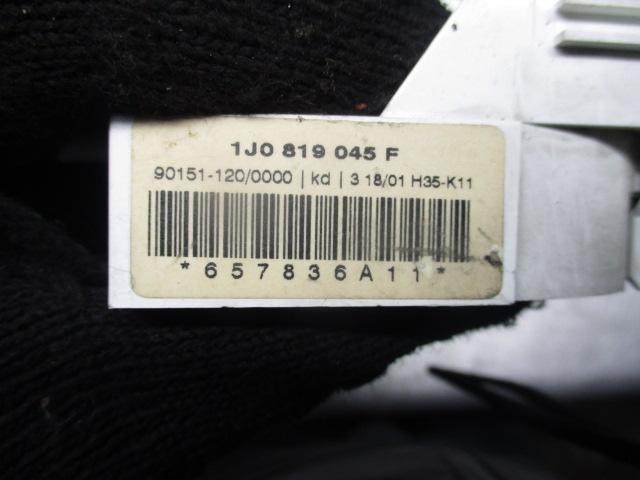 1J0 819 045 F
90151-120/0000 | kd | 3 18/01 H35-K11
*657836A11*